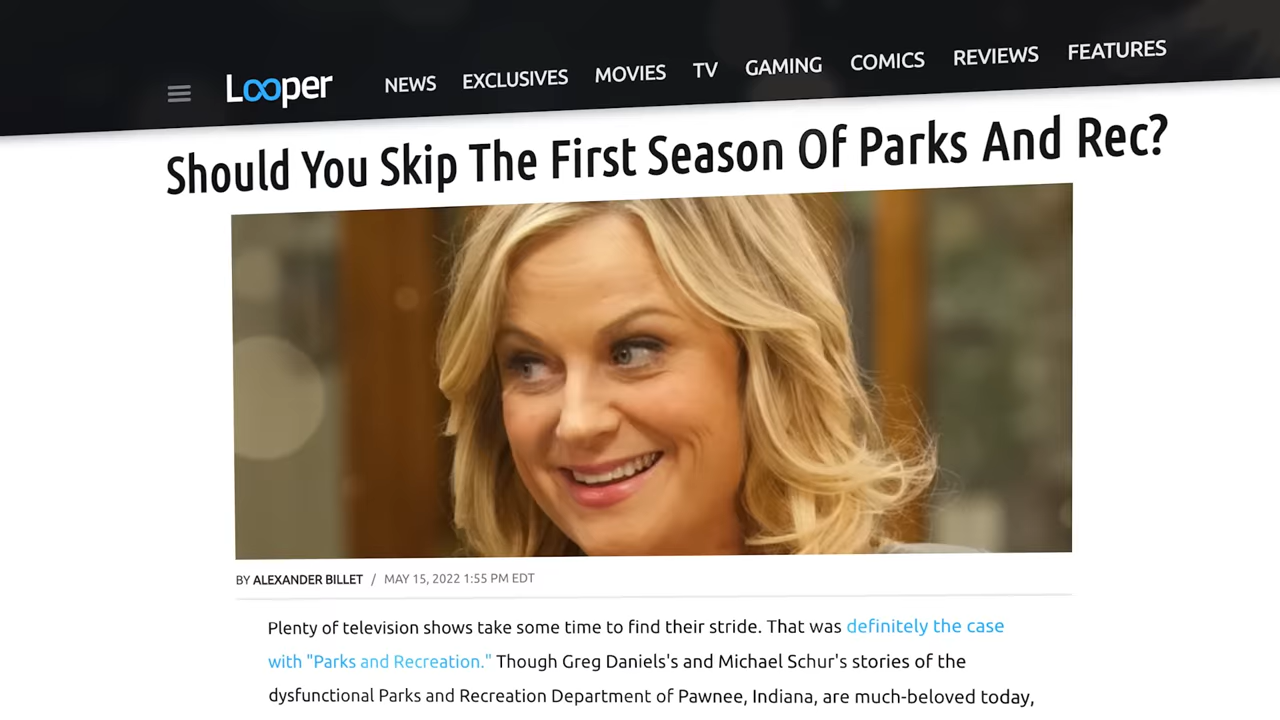 Looper NEWS EXCLUSIVES MOVIES TV GAMING COMICS REVIEWS FEATURES
Should You Skip The First Season Of Parks And Rec?
BY ALEXANDER BILLET / MAY 15, 2022 1:55 PM EDT
Plenty of television shows take some time to find their stride. That was definitely the case
with "Parks and Recreation." Though Greg Daniels's and Michael Schur's stories of the
dysfunctional Parks and Recreation Department of Pawnee, Indiana, are much-beloved today,